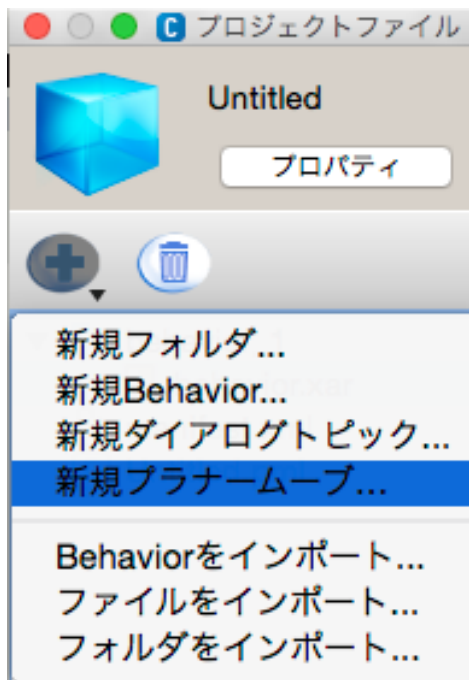 C プロジェクトファイル
Untitled
プロパティ
新規フォルダ...
新規Behavior...
新規ダイアログトピック...
新規プラナームーブ...
Behaviorをインポート...
ファイルをインポート...
フォルダをインポート...